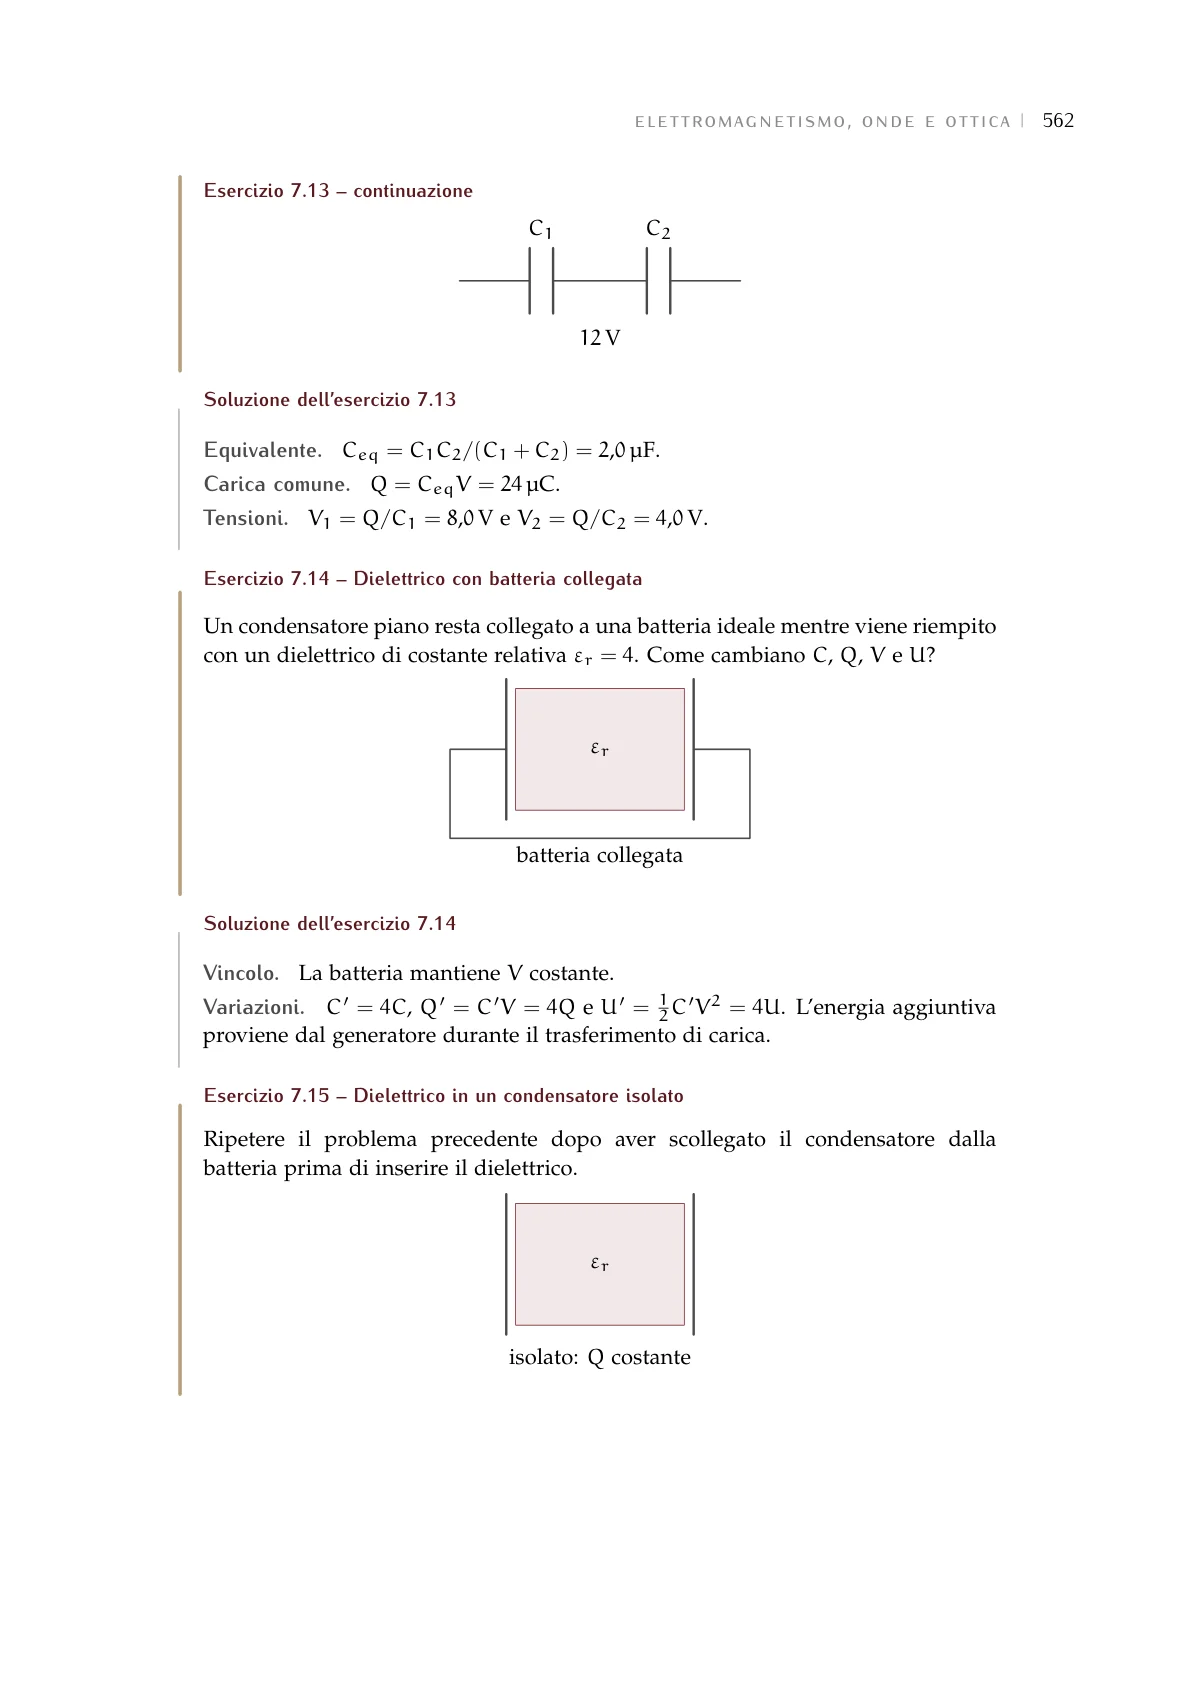 ELETTROMAGNETISMO, ONDE E OTTICA | 562
Esercizio 7.13 – continuazione
C₁ C₂
12 V
Soluzione dell'esercizio 7.13
Equivalente. C_eq = C₁C₂/(C₁ + C₂) = 2,0 µF.
Carica comune. Q = C_eq V = 24 µC.
Tensioni. V₁ = Q/C₁ = 8,0 V e V₂ = Q/C₂ = 4,0 V.
Esercizio 7.14 – Dielettrico con batteria collegata
Un condensatore piano resta collegato a una batteria ideale mentre viene riempito
con un dielettrico di costante relativa εᵣ = 4. Come cambiano C, Q, V e U?
εᵣ
batteria collegata
Soluzione dell'esercizio 7.14
Vincolo. La batteria mantiene V costante.
Variazioni. C′ = 4C, Q′ = C′V = 4Q e U′ = ½C′V² = 4U. L'energia aggiuntiva
proviene dal generatore durante il trasferimento di carica.
Esercizio 7.15 – Dielettrico in un condensatore isolato
Ripetere il problema precedente dopo aver scollegato il condensatore dalla
batteria prima di inserire il dielettrico.
εᵣ
isolato: Q costante